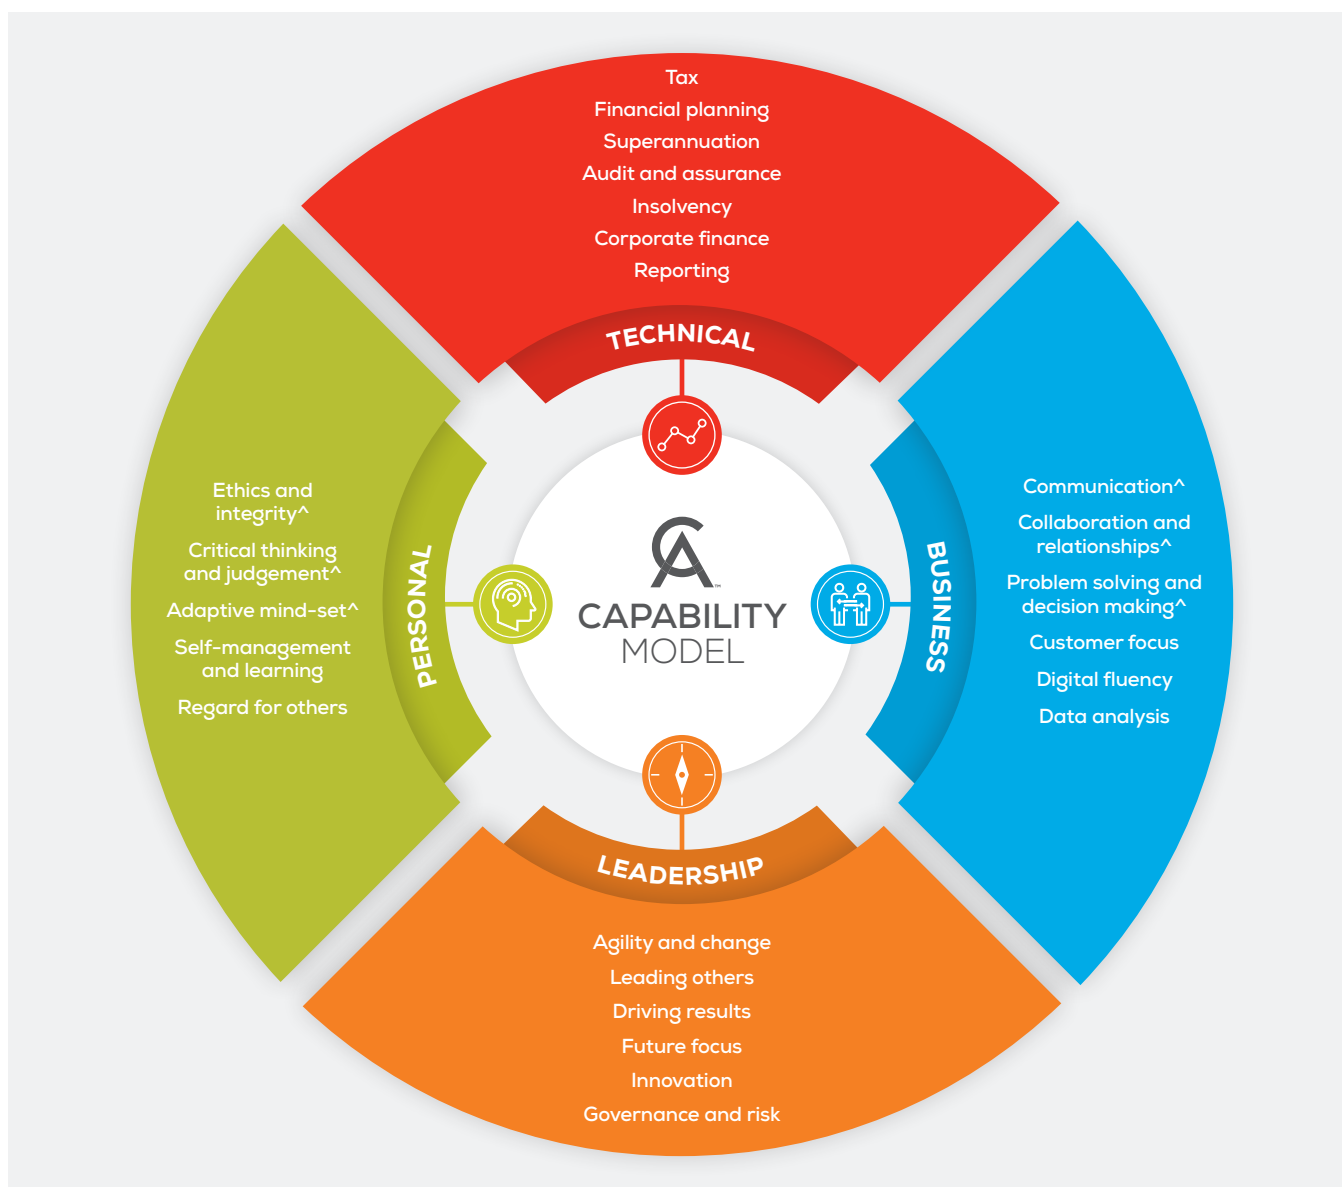 Tax
Financial planning
Superannuation
Audit and assurance
Insolvency
Corporate finance
Reporting
TECHNICAL
Ethics and
integrity^
Critical thinking
and judgement^
Adaptive mind-set^
Self-management
and learning
Regard for others
PERSONAL
CA
™
CAPABILITY
MODEL
BUSINESS
Communication^
Collaboration and
relationships^
Problem solving and
decision making^
Customer focus
Digital fluency
Data analysis
LEADERSHIP
Agility and change
Leading others
Driving results
Future focus
Innovation
Governance and risk